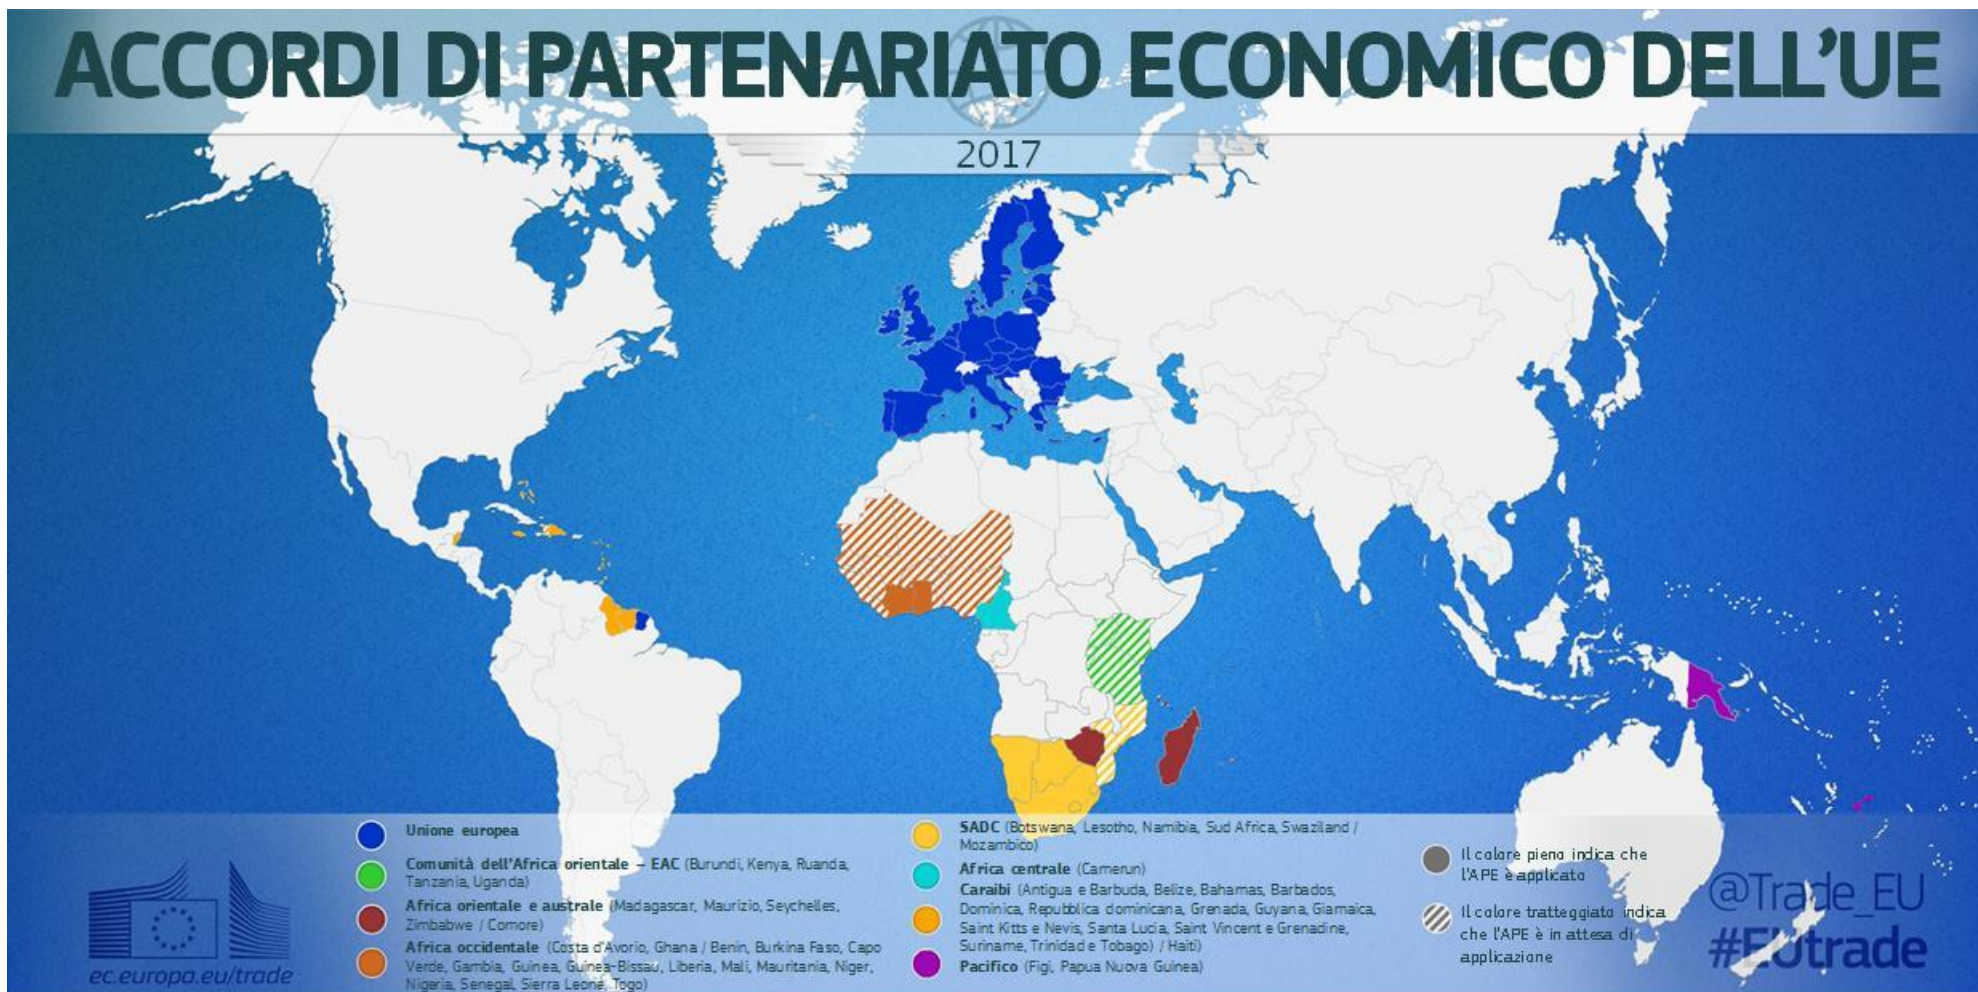 ACCORDI DI PARTENARIATO ECONOMICO DELL'UE
2017
Unione europea
Comunità dell'Africa orientale – EAC (Burundi, Kenya, Ruanda,
Tanzania, Uganda)
Africa orientale e australe (Madagascar, Maurizio, Seychelles,
Zimbabwe / Comore)
Africa occidentale (Costa d'Avorio, Ghana / Benin, Burkina Faso, Capo
Verde, Gambia, Guinea, Guinea-Bissau, Liberia, Mali, Mauritania, Niger,
Nigeria, Senegal, Sierra Leone, Togo)
SADC (Botswana, Lesotho, Namibia, Sud Africa, Swaziland /
Mozambico)
Africa centrale (Camerun)
Caraibi (Antigua e Barbuda, Belize, Bahamas, Barbados,
Dominica, Repubblica dominicana, Grenada, Guyana, Giamaica,
Saint Kitts e Nevis, Santa Lucia, Saint Vincent e Grenadine,
Suriname, Trinidad e Tobago) / Haiti)
Pacifico (Figi, Papua Nuova Guinea)
Il colore pieno indica che
l'APE è applicato
Il colore tratteggiato indica
che l'APE è in attesa di
applicazione
ec.europa.eu/trade
@Trade_EU
#EUtrade